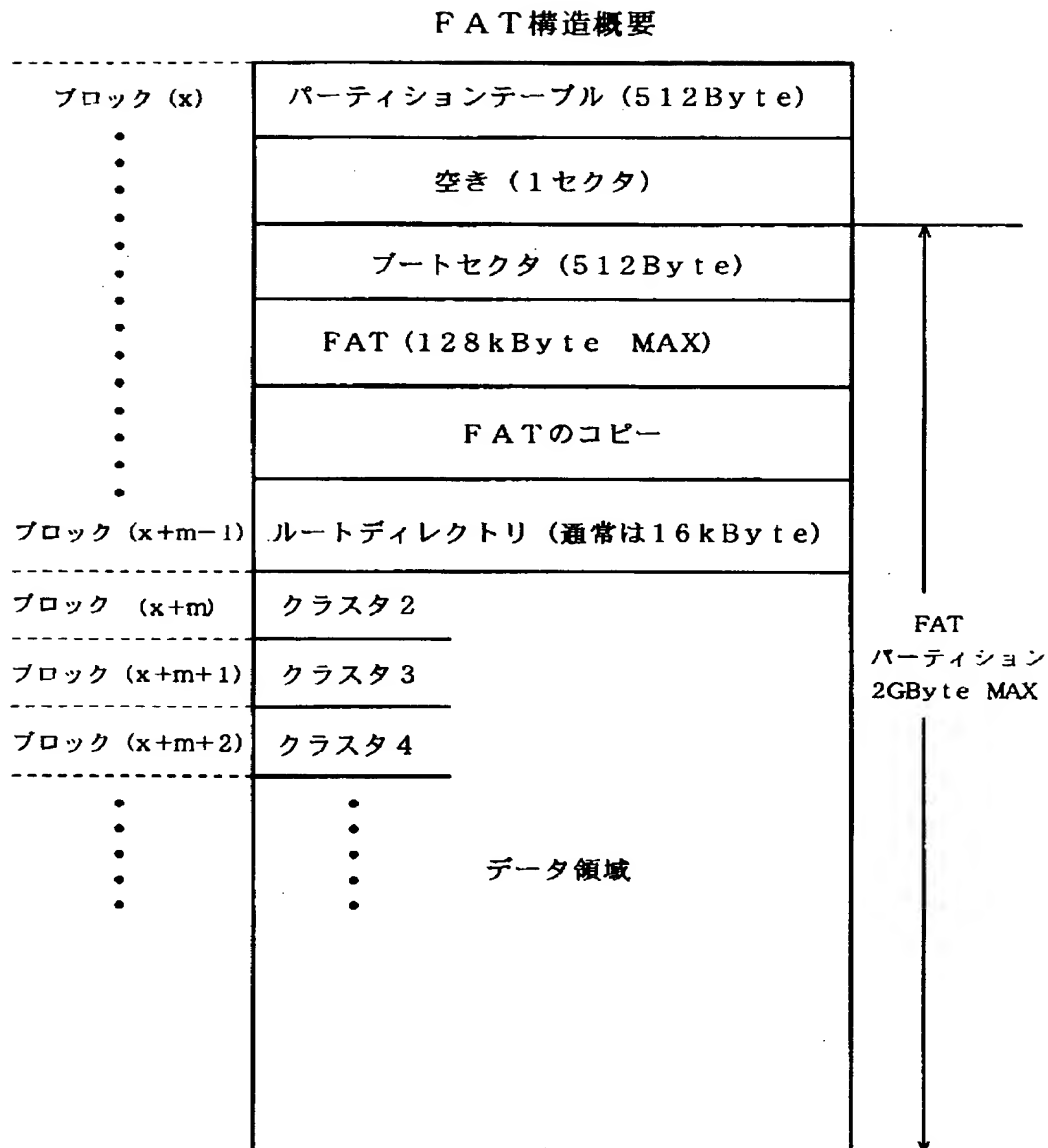 FAT構造概要
ブロック (x) パーティションテーブル (512Byte)
空き (1セクタ)
ブートセクタ (512Byte)
FAT (128kByte MAX)
FATのコピー
ブロック (x+m-1) ルートディレクトリ (通常は16kByte)
ブロック (x+m) クラスタ2
ブロック (x+m+1) クラスタ3
ブロック (x+m+2) クラスタ4
データ領域
FAT
パーティション
2GByte MAX